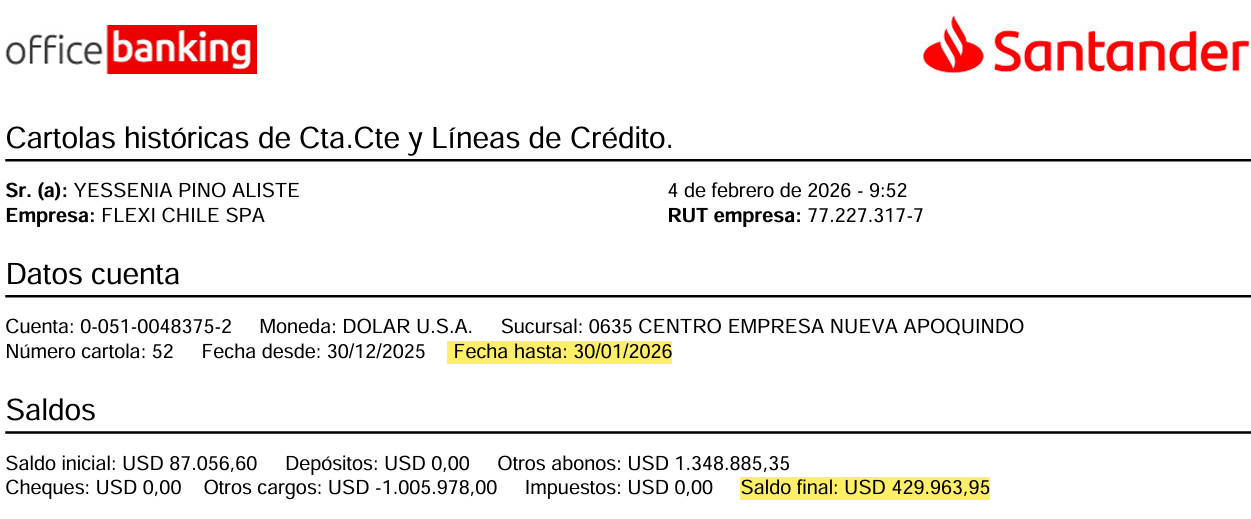 officebanking
Santander
Cartolas históricas de Cta.Cte y Líneas de Crédito.
Sr. (a): YESSENIA PINO ALISTE 4 de febrero de 2026 - 9:52
Empresa: FLEXI CHILE SPA RUT empresa: 77.227.317-7
Datos cuenta
Cuenta: 0-051-0048375-2 Moneda: DOLAR U.S.A. Sucursal: 0635 CENTRO EMPRESA NUEVA APOQUINDO
Número cartola: 52 Fecha desde: 30/12/2025 Fecha hasta: 30/01/2026
Saldos
Saldo inicial: USD 87.056,60 Depósitos: USD 0,00 Otros abonos: USD 1.348.885,35
Cheques: USD 0,00 Otros cargos: USD -1.005.978,00 Impuestos: USD 0,00 Saldo final: USD 429.963,95